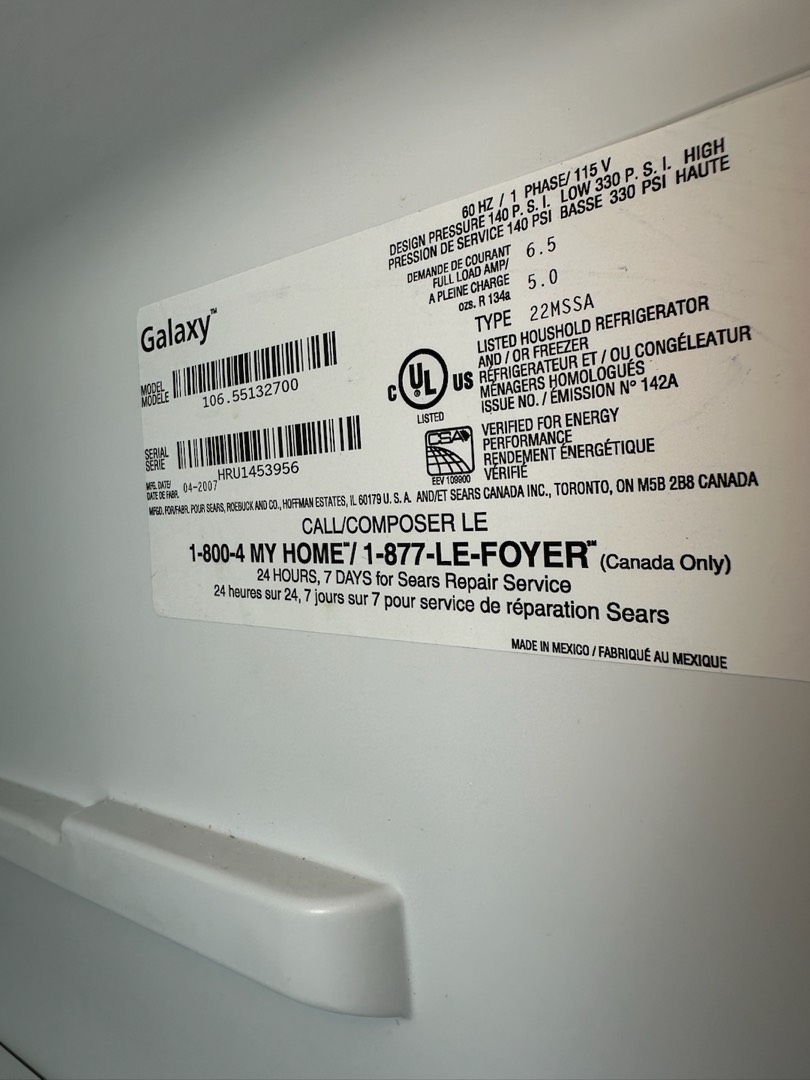 60 HZ / 1 PHASE/ 115 V
DESIGN PRESSURE 140 P. S. I. LOW 330 P. S. I. HIGH
PRESSION DE SERVICE 140 PSI BASSE 330 PSI HAUTE
DEMANDE DE COURANT
FULL LOAD AMP/ 6.5
A PLEINE CHARGE
ozs. R 134a 5.0
TYPE 22MSSA
Galaxy™
MODEL
MODÈLE
106.55132700
C UL US
LISTED
LISTED HOUSHOLD REFRIGERATOR
AND / OR FREEZER
RÉFRIGERATEUR ET / OU CONGÉLEATUR
MÉNAGERS HOMOLOGUÉS
ISSUE NO. / ÉMISSION Nº 142A
SERIAL
SÉRIE
HRU1453956
CSA
EEV 109900
VERIFIED FOR ENERGY
PERFORMANCE
RENDEMENT ÉNERGÉTIQUE
VÉRIFIÉ
MFG. DATE/
DATE DE FABR. 04-2007
MFGD. FOR/FABR. POUR SEARS, ROEBUCK AND CO., HOFFMAN ESTATES, IL 60179 U. S. A. AND/ET SEARS CANADA INC., TORONTO, ON M5B 2B8 CANADA
CALL/COMPOSER LE
1-800-4 MY HOME℠/ 1-877-LE-FOYER℠ (Canada Only)
24 HOURS, 7 DAYS for Sears Repair Service
24 heures sur 24, 7 jours sur 7 pour service de réparation Sears
MADE IN MEXICO / FABRIQUÉ AU MEXIQUE